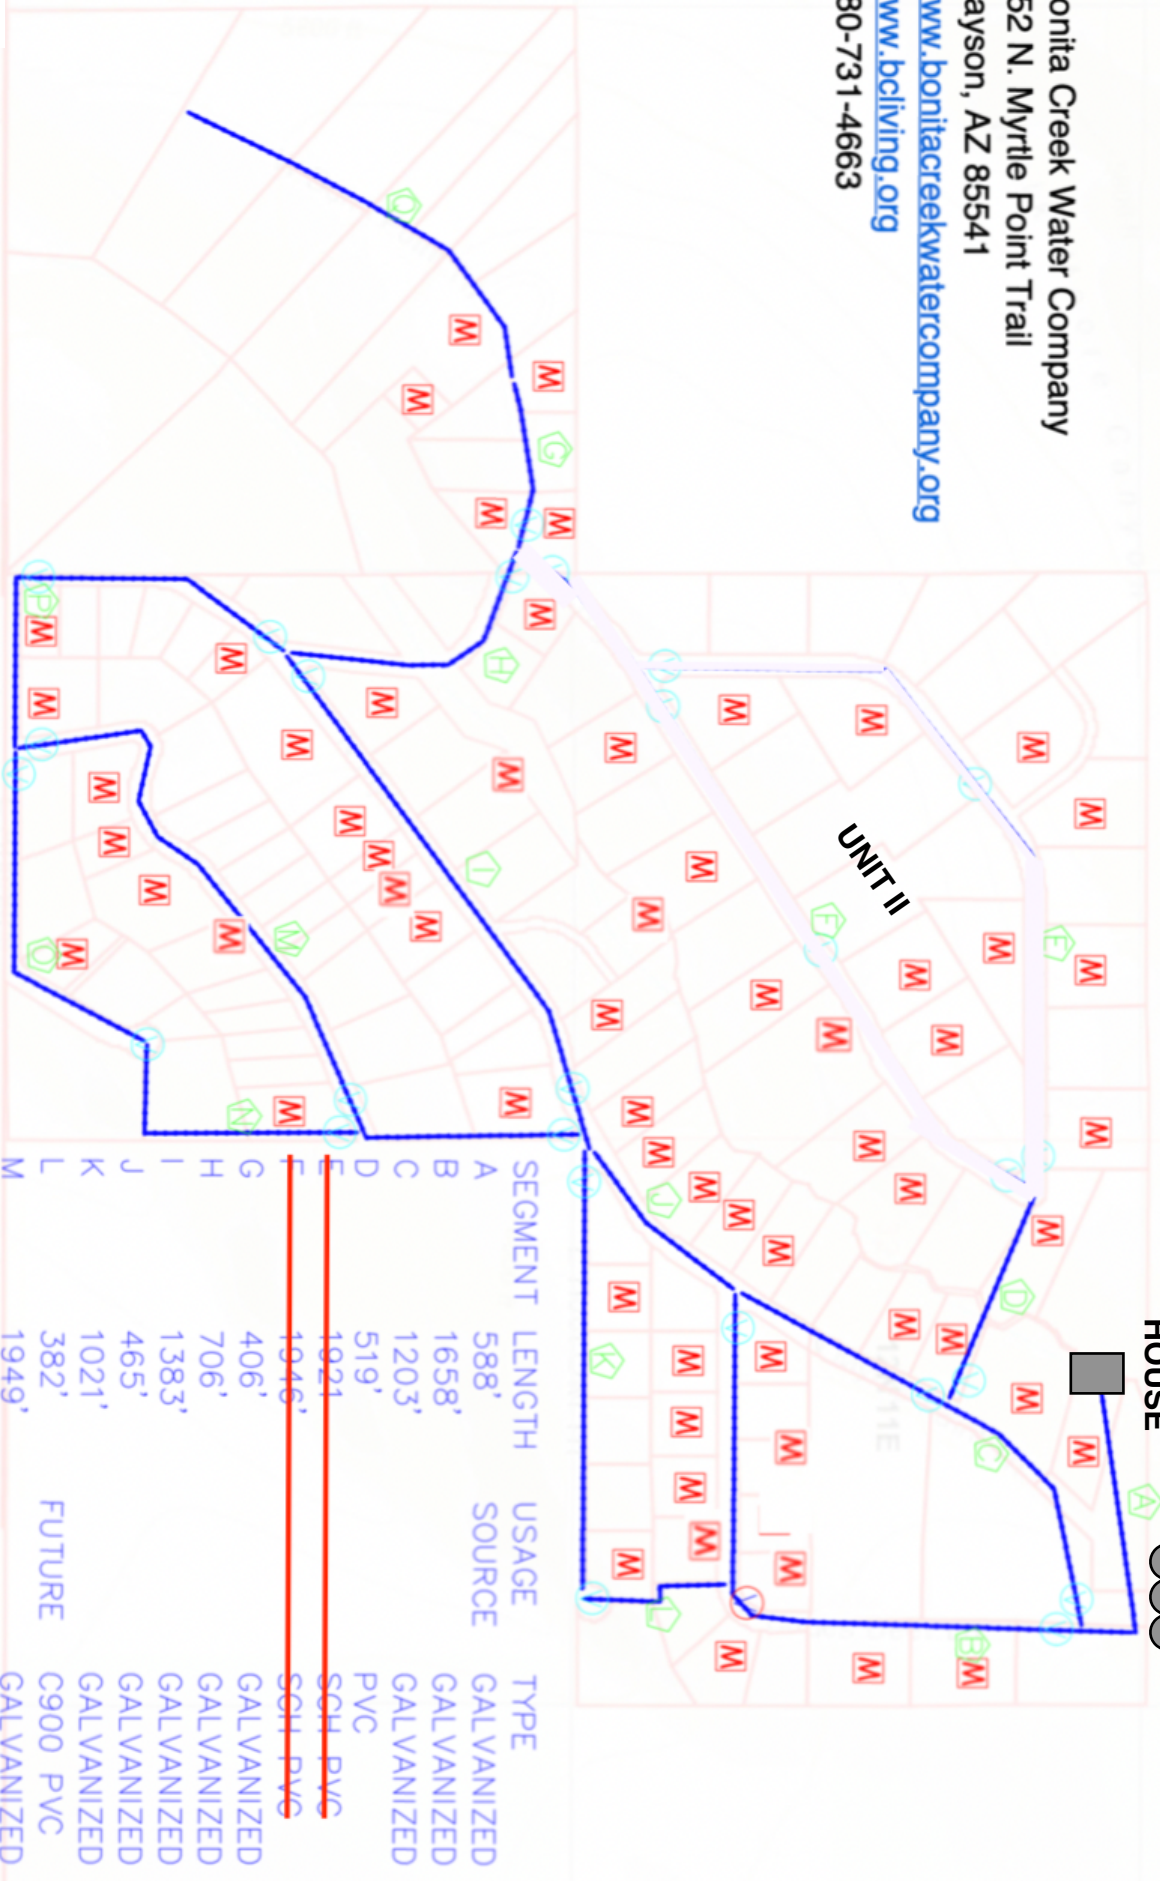 onita Creek Water Company
52 N. Myrtle Point Trail
ayson, AZ 85541
ww.bonitacreekwatercompany.org
ww.bcliving.org
80-731-4663
HOUSE
UNIT II
A
B
C
D
E
F
G
H
I
J
K
L
M
N
O
P
Q
SEGMENT LENGTH USAGE TYPE
A 588' SOURCE GALVANIZED
B 1658' GALVANIZED
C 1203' GALVANIZED
D 519' PVC
E 1921 SCH PVC
F 1946' SCH PVC
G 406' GALVANIZED
H 706' GALVANIZED
I 1383' GALVANIZED
J 465' GALVANIZED
K 1021' GALVANIZED
L 382' FUTURE C900 PVC
M 1949' GALVANIZED